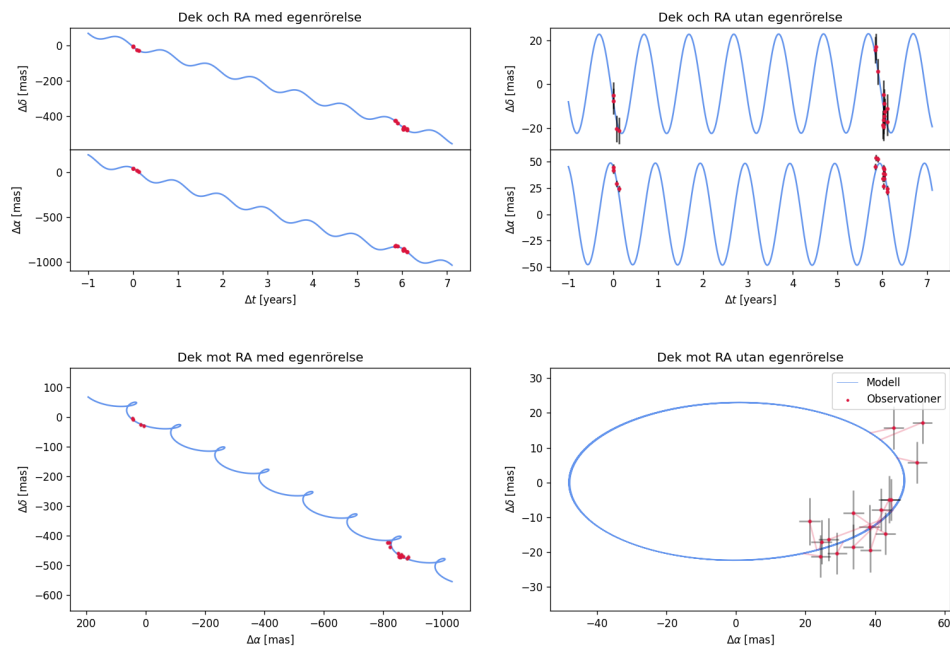 Dek och RA med egenrörelse
Δδ [mas]
0
−200
−400
Δα [mas]
0
−500
−1000
−1 0 1 2 3 4 5 6 7
Δt [years]
Dek och RA utan egenrörelse
Δδ [mas]
20
0
−20
Δα [mas]
50
25
0
−25
−50
−1 0 1 2 3 4 5 6 7
Δt [years]
Dek mot RA med egenrörelse
Δδ [mas]
100
0
−100
−200
−300
−400
−500
−600
200 0 −200 −400 −600 −800 −1000
Δα [mas]
Dek mot RA utan egenrörelse
Modell
Observationer
Δδ [mas]
30
20
10
0
−10
−20
−30
−40 −20 0 20 40 60
Δα [mas]